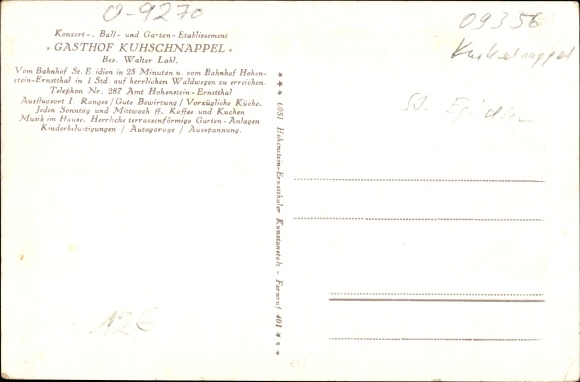 O-9270
09356
Kuhschnappel
St. Egidien
Konzert-, Ball- und Garten-Etablissement
* GASTHOF KUHSCHNAPPEL *
Bes. Walter Lahl.
Vom Bahnhof St. Egidien in 25 Minuten u. vom Bahnhof Hohen-
stein-Ernstthal in 1 Std. auf herrlichen Waldwegen zu erreichen.
Telephon Nr. 287 Amt Hohenstein-Ernstthal
Ausflugsort I. Ranges / Gute Bewirtung / Vorzügliche Küche.
Jeden Sonntag und Mittwoch ff. Kaffee und Kuchen
Musik im Hause. Herrliche terrassenförmige Garten-Anlagen
Kinderbelustigungen / Autogarage / Ausspannung.
*** 6051 Hohenstein-Ernstthaler Kunstanstalt - Fernruf 401 ***